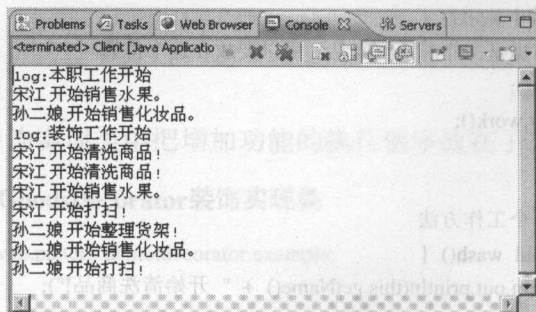 Problems Tasks Web Browser Console Servers
<terminated> Client [Java Applicatio
log:本职工作开始
宋江 开始销售水果。
孙二娘 开始销售化妆品。
log:装饰工作开始
宋江 开始清洗商品!
宋江 开始清洗商品!
宋江 开始销售水果。
宋江 开始打扫!
孙二娘 开始整理货架!
孙二娘 开始销售化妆品。
孙二娘 开始打扫!